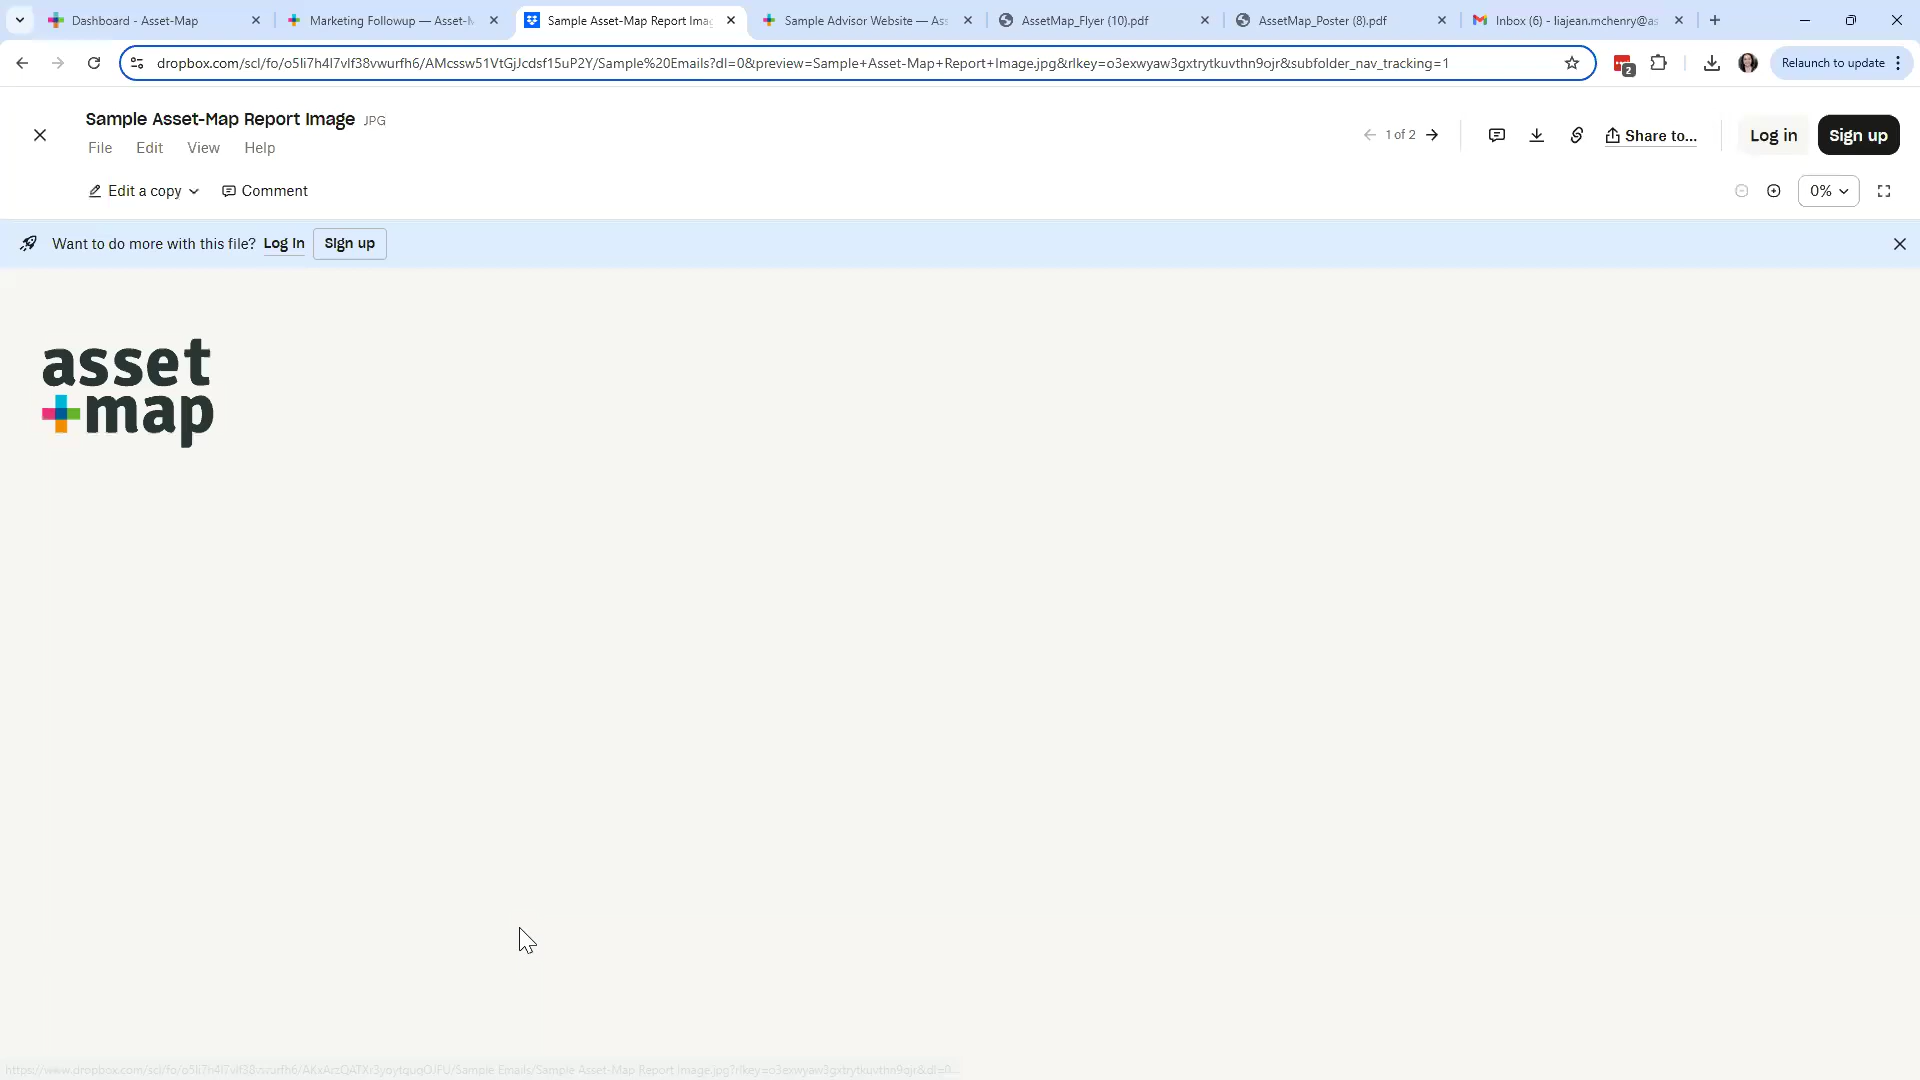 Dashboard - Asset-Map
Marketing Followup — Asset-M
Sample Asset-Map Report Imag
Sample Advisor Website — Ass
AssetMap_Flyer (10).pdf
AssetMap_Poster (8).pdf
Inbox (6) - liajean.mchenry@as
dropbox.com/scl/fo/o5li7h4l7vlf38vwurfh6/AMcssw51VtGjJcdsf15uP2Y/Sample%20Emails?dl=0&preview=Sample+Asset-Map+Report+Image.jpg&rlkey=o3exwyaw3gxtrytkuvthn9ojr&subfolder_nav_tracking=1
2
Relaunch to update
Sample Asset-Map Report Image JPG
File Edit View Help
1 of 2
Share to...
Log in
Sign up
Edit a copy
Comment
0%
Want to do more with this file? Log in Sign up
asset
map